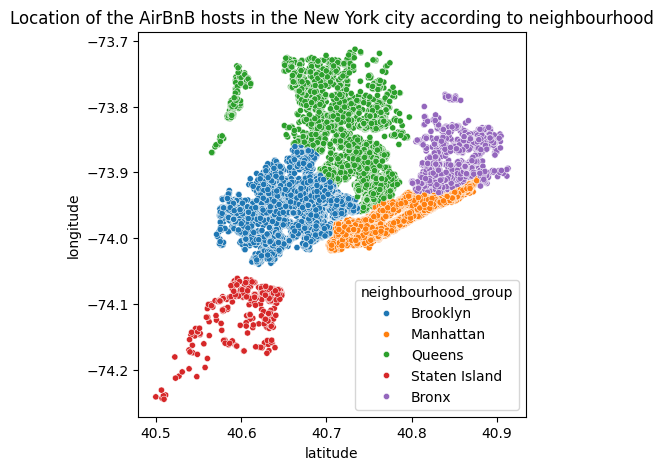 Location of the AirBnB hosts in the New York city according to neighbourhood
−73.7
−73.8
−73.9
−74.0
−74.1
−74.2
longitude
neighbourhood_group
Brooklyn
Manhattan
Queens
Staten Island
Bronx
40.5 40.6 40.7 40.8 40.9
latitude